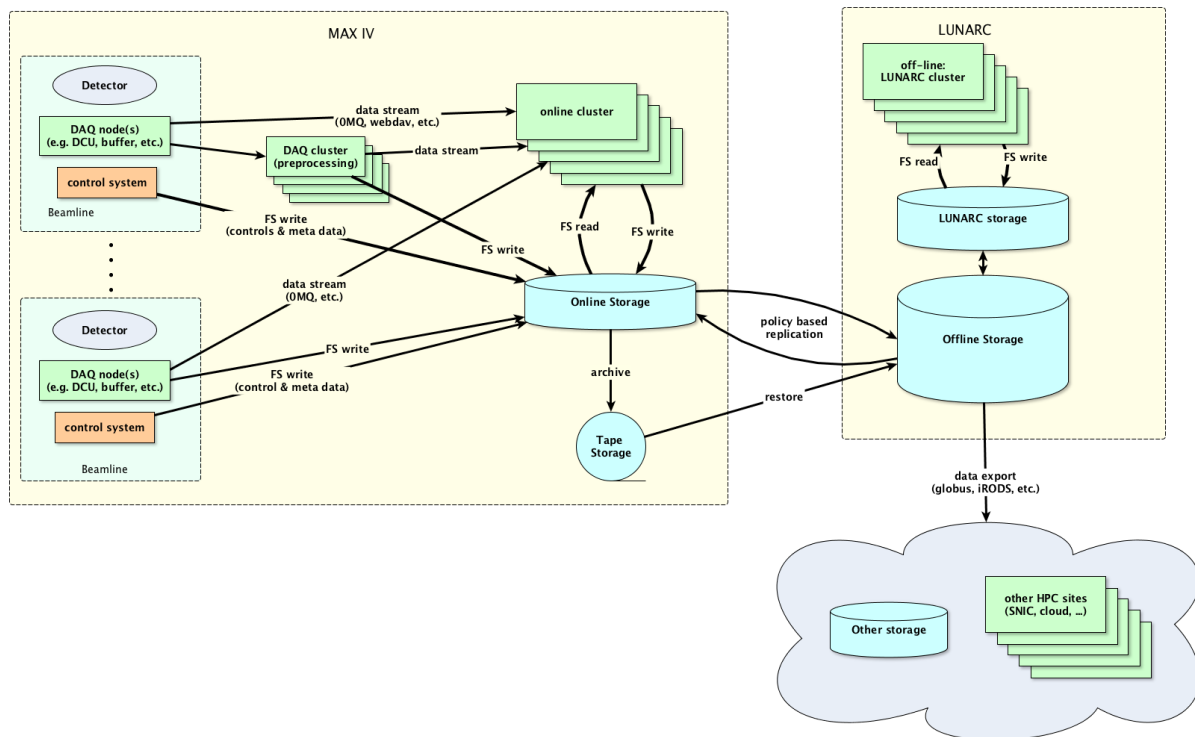 MAX IV
LUNARC
Detector
DAQ node(s)
(e.g. DCU, buffer, etc.)
control system
Beamline
data stream
(0MQ, webdav, etc.)
DAQ cluster
(preprocessing)
data stream
online cluster
FS write
(controls & meta data)
FS write
FS read
FS write
data stream
(0MQ, etc.)
Online Storage
Detector
DAQ node(s)
(e.g. DCU, buffer, etc.)
control system
Beamline
FS write
FS write
(control & meta data)
archive
Tape
Storage
policy based
replication
restore
off-line:
LUNARC cluster
FS read
FS write
LUNARC storage
Offline Storage
data export
(globus, iRODS, etc.)
Other storage
other HPC sites
(SNIC, cloud, ...)